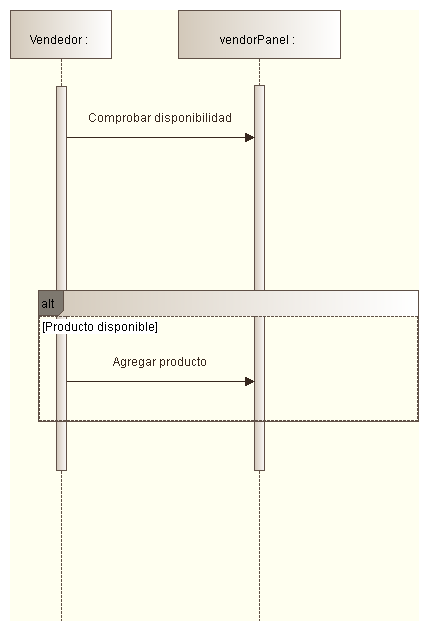 Vendedor :
vendorPanel :
Comprobar disponibilidad
alt
[Producto disponible]
Agregar producto